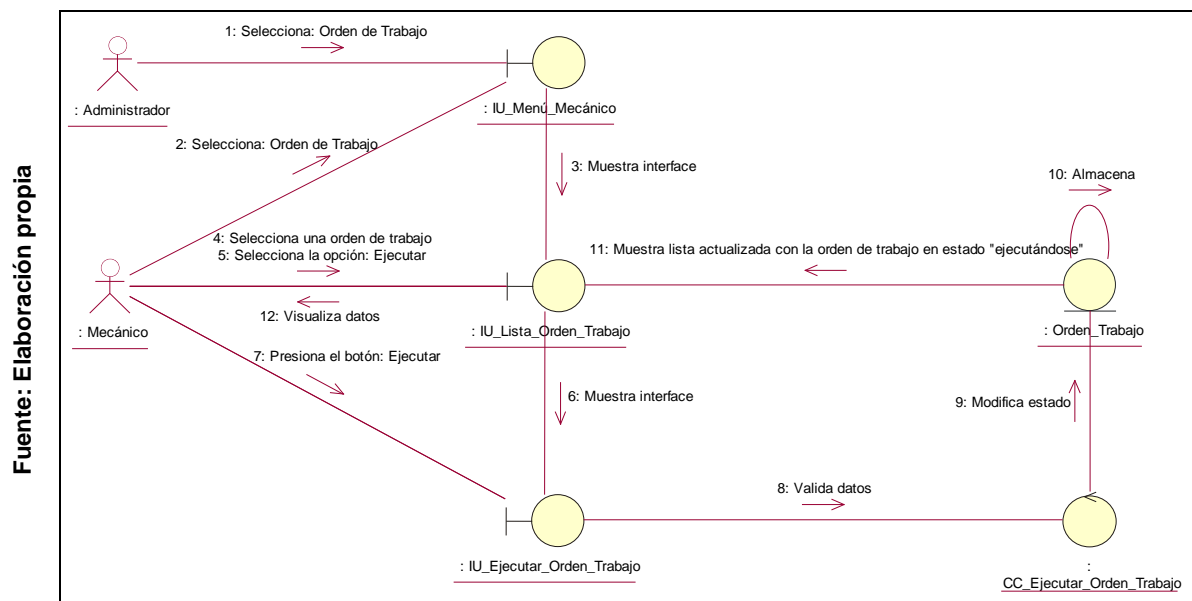 Fuente: Elaboración propia
1: Selecciona: Orden de Trabajo
: Administrador
: IU_Menú_Mecánico
2: Selecciona: Orden de Trabajo
3: Muestra interface
10: Almacena
4: Selecciona una orden de trabajo
5: Selecciona la opción: Ejecutar
11: Muestra lista actualizada con la orden de trabajo en estado "ejecutándose"
12: Visualiza datos
: Mecánico
: IU_Lista_Orden_Trabajo
: Orden_Trabajo
7: Presiona el botón: Ejecutar
6: Muestra interface
9: Modifica estado
8: Valida datos
: IU_Ejecutar_Orden_Trabajo
:
CC_Ejecutar_Orden_Trabajo